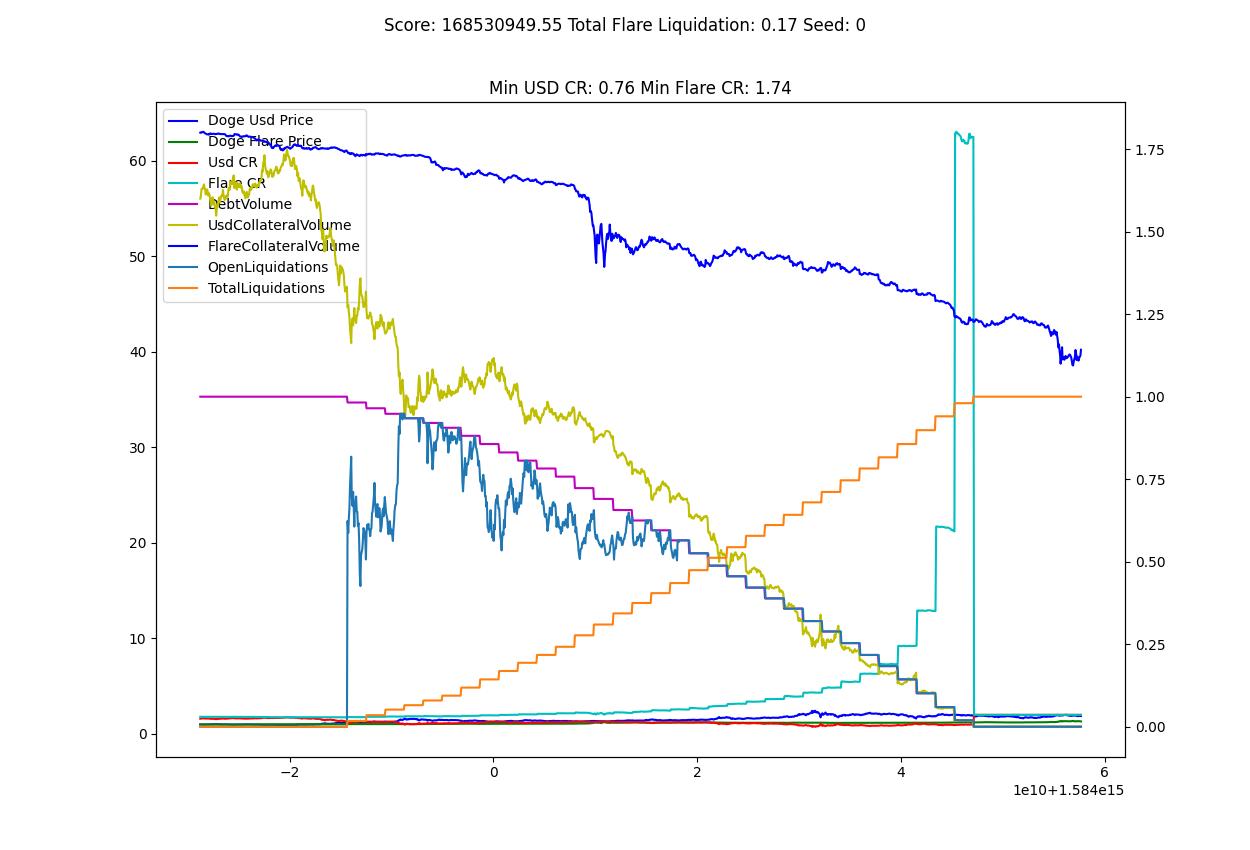 Score: 168530949.55 Total Flare Liquidation: 0.17 Seed: 0
Min USD CR: 0.76 Min Flare CR: 1.74
Doge Usd Price
Doge Flare Price
Usd CR
Flare CR
DebtVolume
UsdCollateralVolume
FlareCollateralVolume
OpenLiquidations
TotalLiquidations
60
50
40
30
20
10
0
1.75
1.50
1.25
1.00
0.75
0.50
0.25
0.00
−2 0 2 4 6
1e10+1.584e15